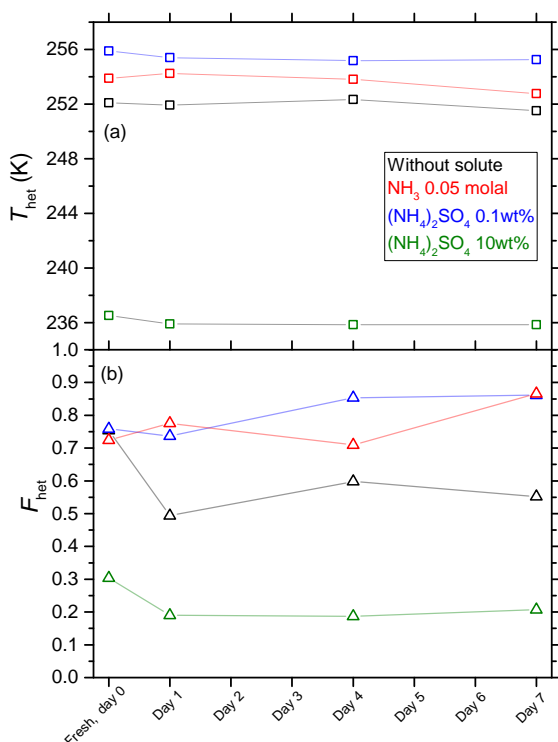 256
252
248
244
240
236
T_het (K)
(a)
Without solute
NH₃ 0.05 molal
(NH₄)₂SO₄ 0.1wt%
(NH₄)₂SO₄ 10wt%
1.0
0.9
0.8
0.7
0.6
0.5
0.4
0.3
0.2
0.1
0.0
F_het
(b)
Fresh, day 0
Day 1
Day 2
Day 3
Day 4
Day 5
Day 6
Day 7